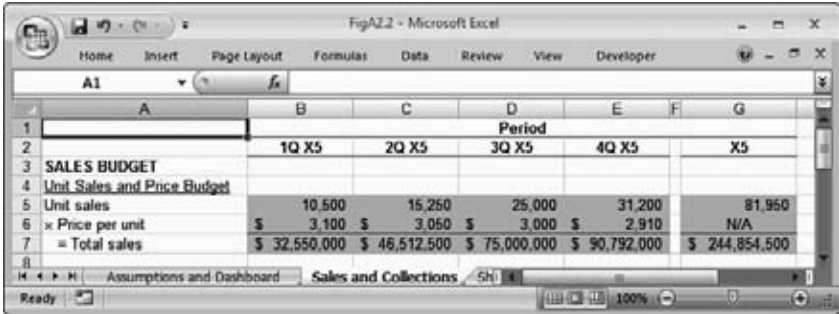 FigA2.2 - Microsoft Excel
Home Insert Page Layout Formulas Data Review View Developer
A1 fx
A B C D E F G
1 Period
2 1Q X5 2Q X5 3Q X5 4Q X5 X5
3 SALES BUDGET
4 Unit Sales and Price Budget
5 Unit sales 10,500 15,250 25,000 31,200 81,950
6 × Price per unit $ 3,100 $ 3,050 $ 3,000 $ 2,910 N/A
7 = Total sales $ 32,550,000 $ 46,512,500 $ 75,000,000 $ 90,792,000 $ 244,854,500
8
Assumptions and Dashboard Sales and Collections Shi
Ready 100%